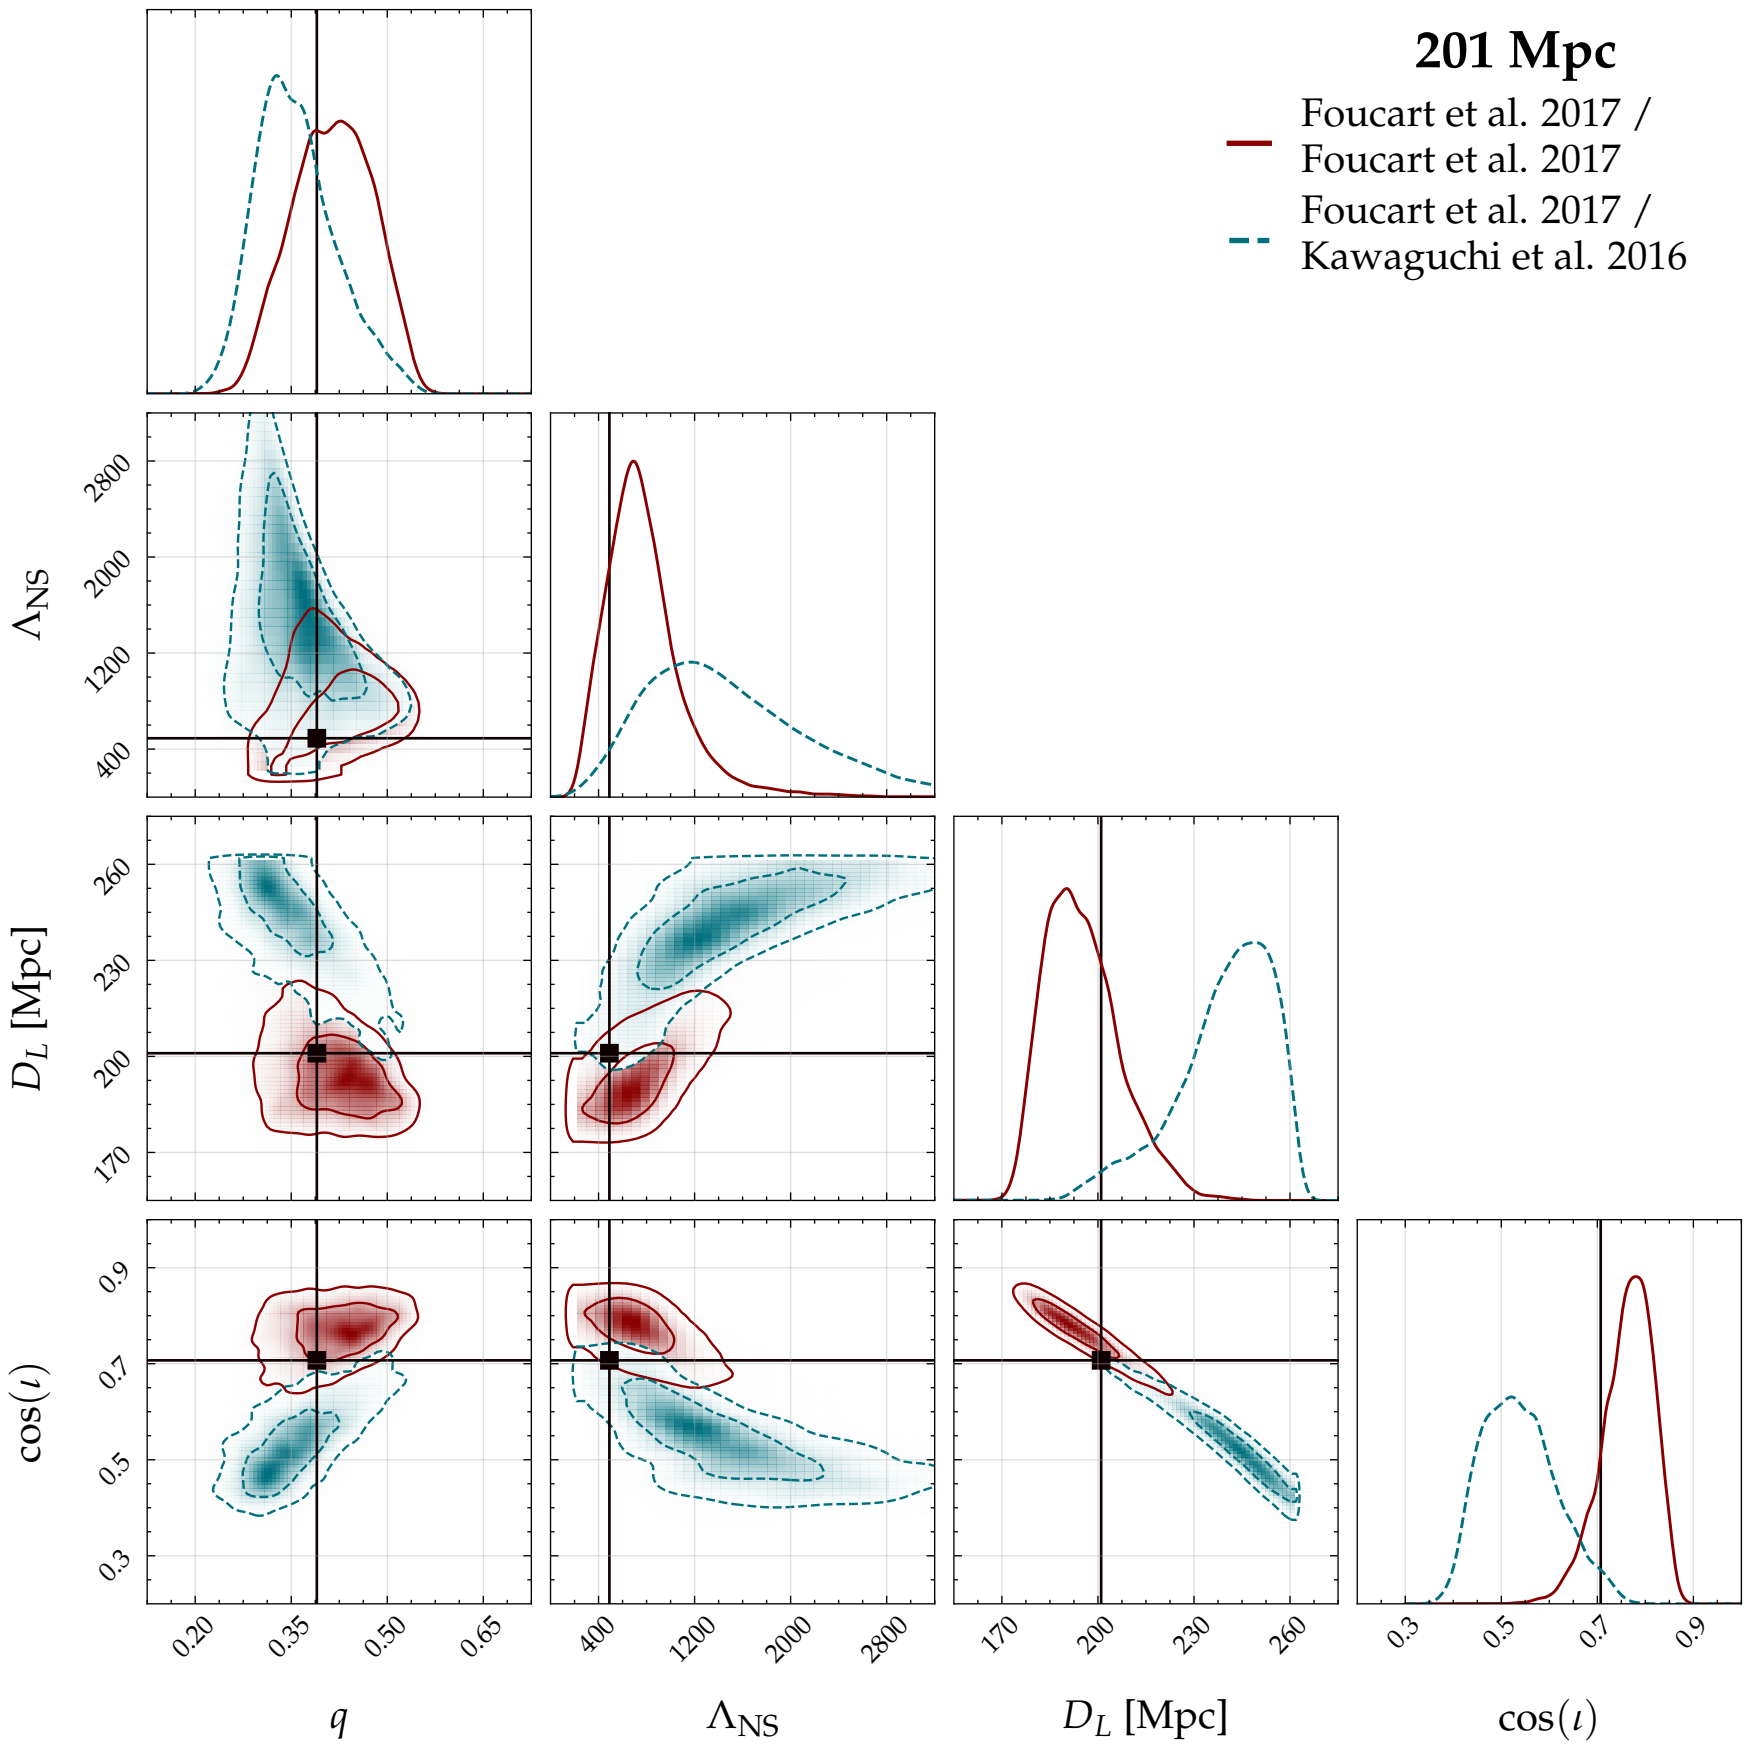 201 Mpc
Foucart et al. 2017 /
Foucart et al. 2017
Foucart et al. 2017 /
Kawaguchi et al. 2016
Λ_NS
2800
2000
1200
400
D_L [Mpc]
260
230
200
170
cos(ι)
0.9
0.7
0.5
0.3
0.20 0.35 0.50 0.65
400 1200 2000 2800
170 200 230 260
0.3 0.5 0.7 0.9
q
Λ_NS
D_L [Mpc]
cos(ι)